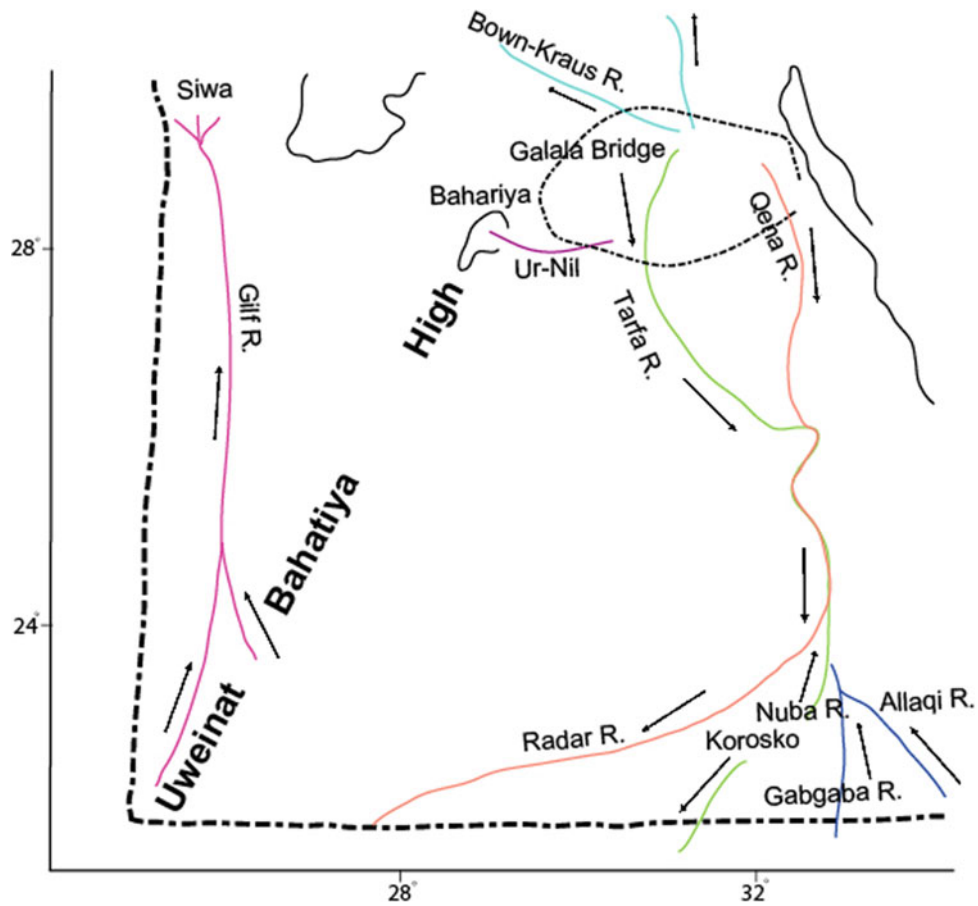 Bown-Kraus R.
Siwa
Galala Bridge
Bahariya
Qena R.
28°
Ur-Nil
Gilf R.
High
Tarfa R.
Bahatiya
24°
Uweinat
Nuba R.
Allaqi R.
Radar R.
Korosko
Gabgaba R.
28°
32°